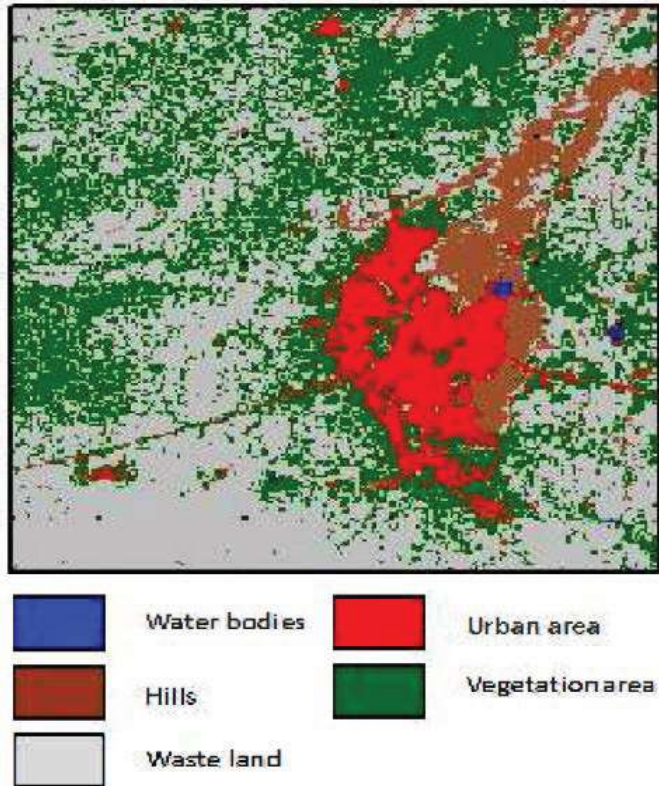 Water bodies
Urban area
Hills
Vegetation area
Waste land